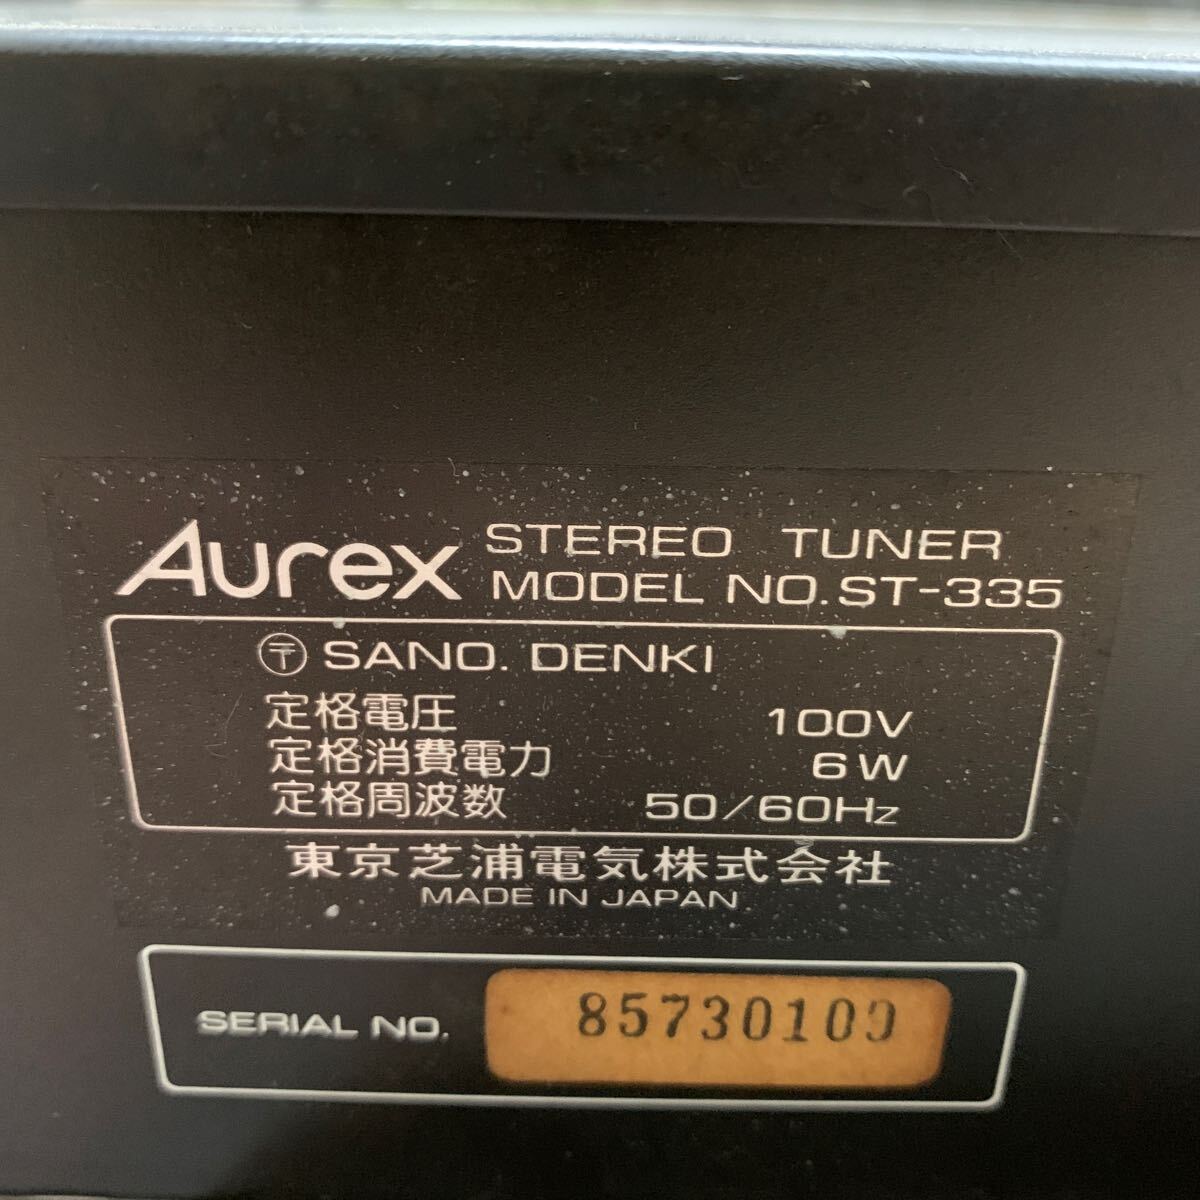 Aurex STEREO TUNER
MODEL NO. ST-335
〒 SANO. DENKI
定格電圧 100V
定格消費電力 6W
定格周波数 50/60Hz
東京芝浦電気株式会社
MADE IN JAPAN
SERIAL NO. 85730100